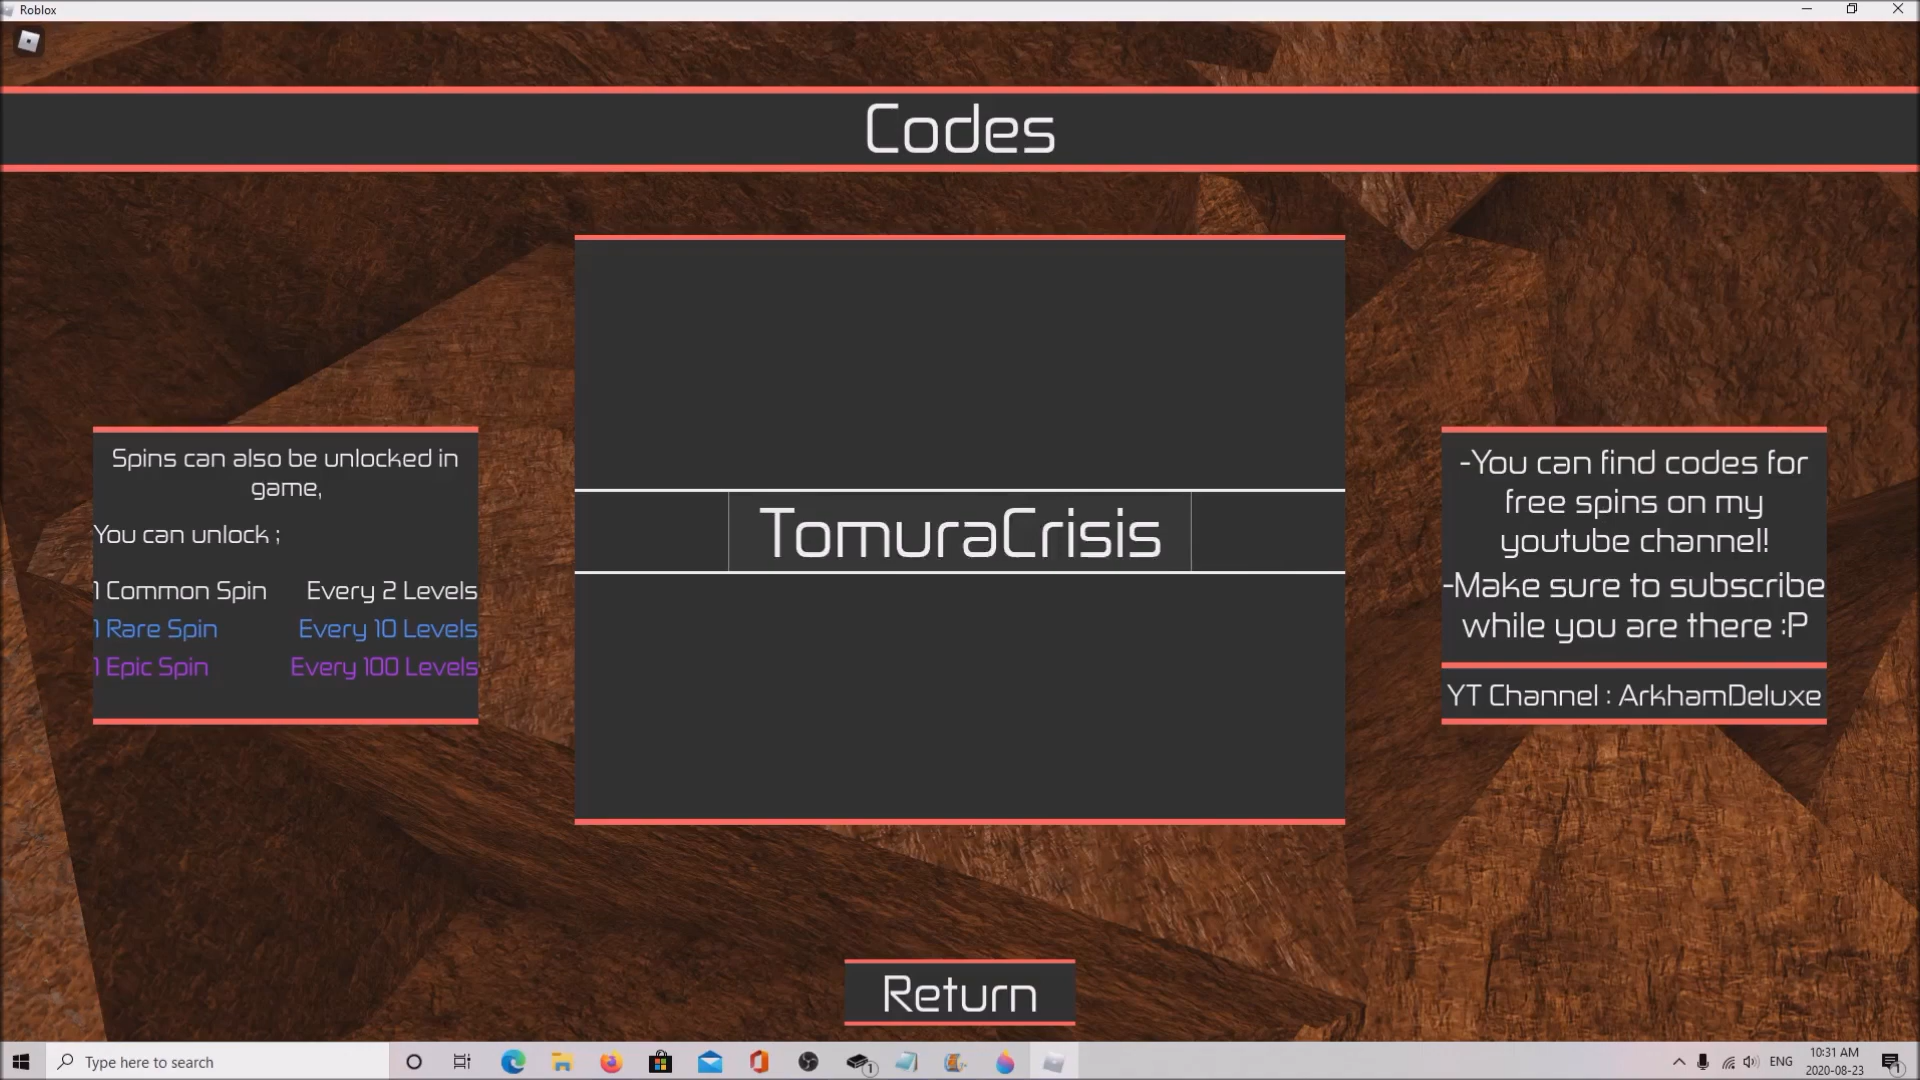 Roblox
Codes
Spins can also be unlocked in
game,
You can unlock ;
1 Common Spin Every 2 Levels
1 Rare Spin Every 10 Levels
1 Epic Spin Every 100 Levels
TomuraCrisis
-You can find codes for
free spins on my
youtube channel!
-Make sure to subscribe
while you are there :P
YT Channel : ArkhamDeluxe
Return
Type here to search
1
ENG
10:31 AM
2020-08-23
1